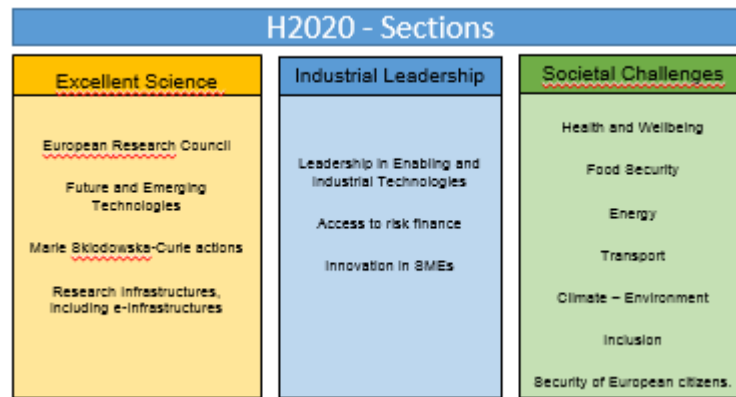 H2020 - Sections
Excellent Science
European Research Council
Future and Emerging
Technologies
Marie Sklodowska-Curie actions
Research Infrastructures,
including e-infrastructures
Industrial Leadership
Leadership in Enabling and
Industrial Technologies
Access to risk finance
Innovation in SMEs
Societal Challenges
Health and Wellbeing
Food Security
Energy
Transport
Climate – Environment
Inclusion
Security of European citizens.